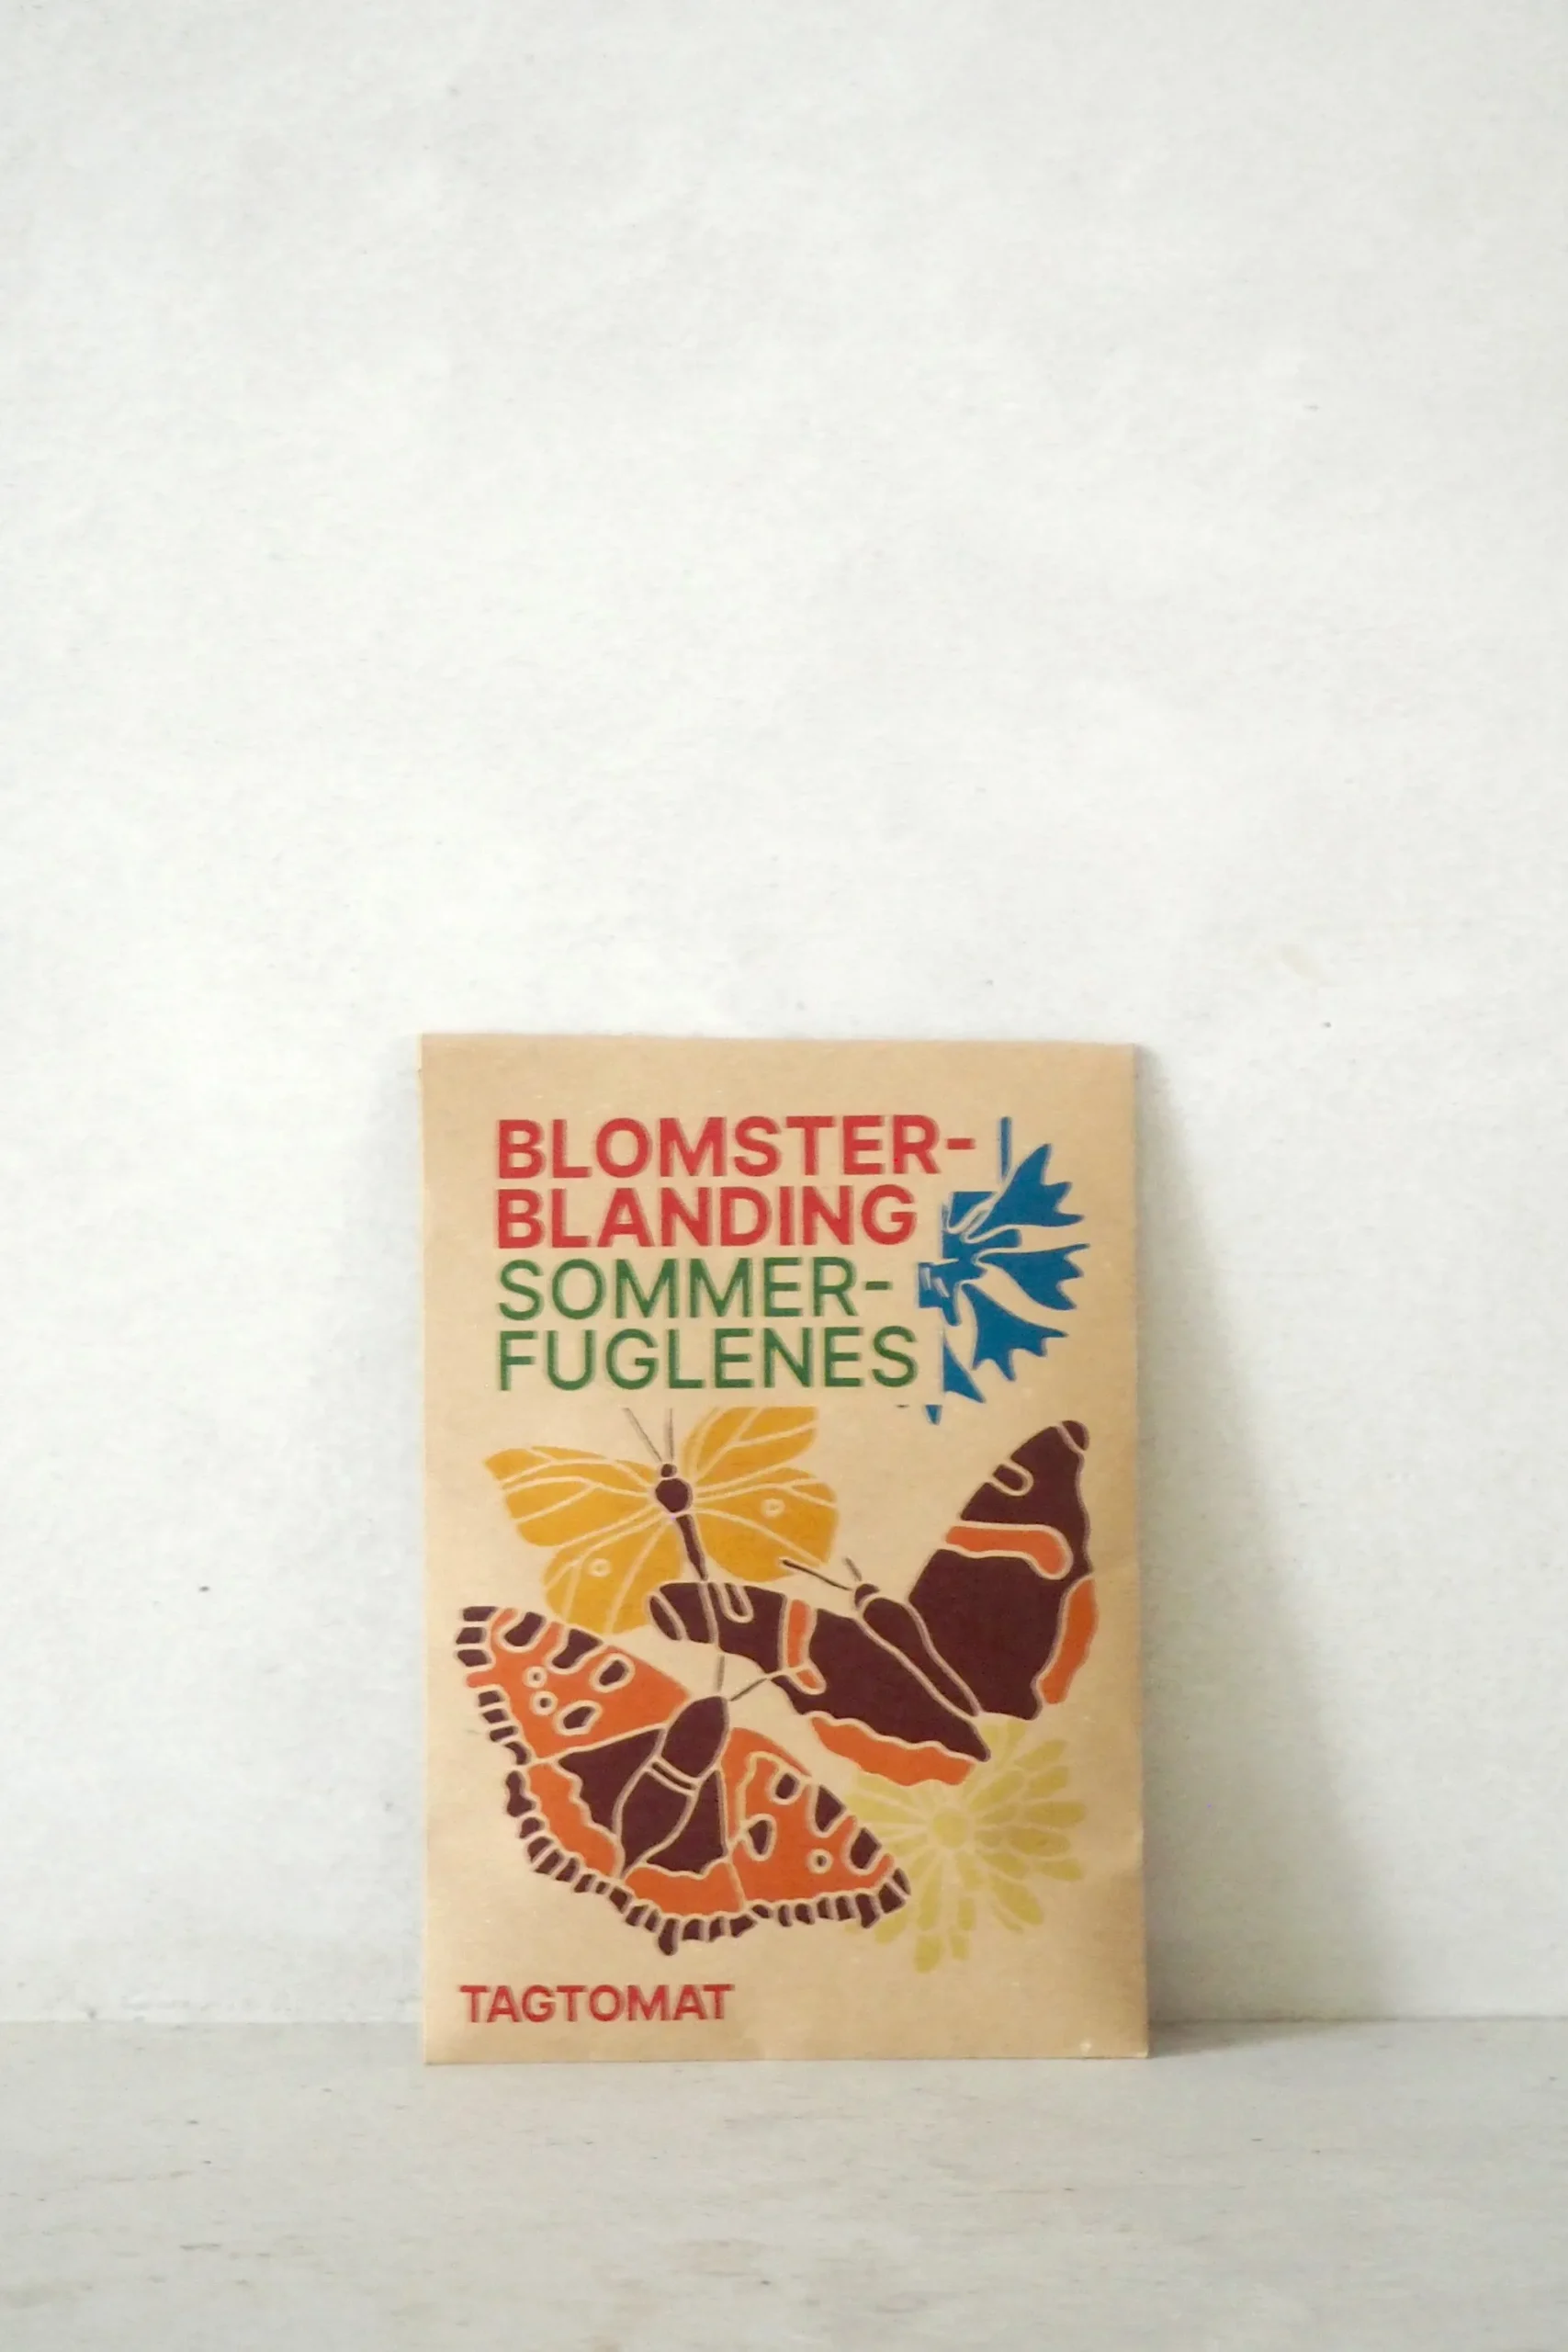 BLOMSTER-
BLANDING
SOMMER-
FUGLENES
TAGTOMAT